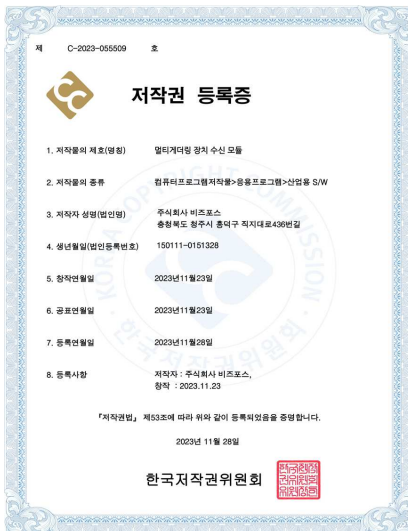 제 C-2023-055509 호
저작권 등록증
1. 저작물의 제호(명칭) 멀티게더링 장치 수신 모듈
2. 저작물의 종류 컴퓨터프로그램저작물>응용프로그램>산업용 S/W
3. 저작자 성명(법인명) 주식회사 비즈포스
충청북도 청주시 흥덕구 직지대로436번길
4. 생년월일(법인등록번호) 150111-0151328
5. 창작연월일 2023년11월23일
6. 공표연월일 2023년11월23일
7. 등록연월일 2023년11월28일
8. 등록사항 저작자 : 주식회사 비즈포스,
창작 : 2023.11.23
『저작권법』 제53조에 따라 위와 같이 등록되었음을 증명합니다.
2023년 11월 28일
한국저작권위원회
KOREA COPYRIGHT COMMISSION
한국저작권위원회